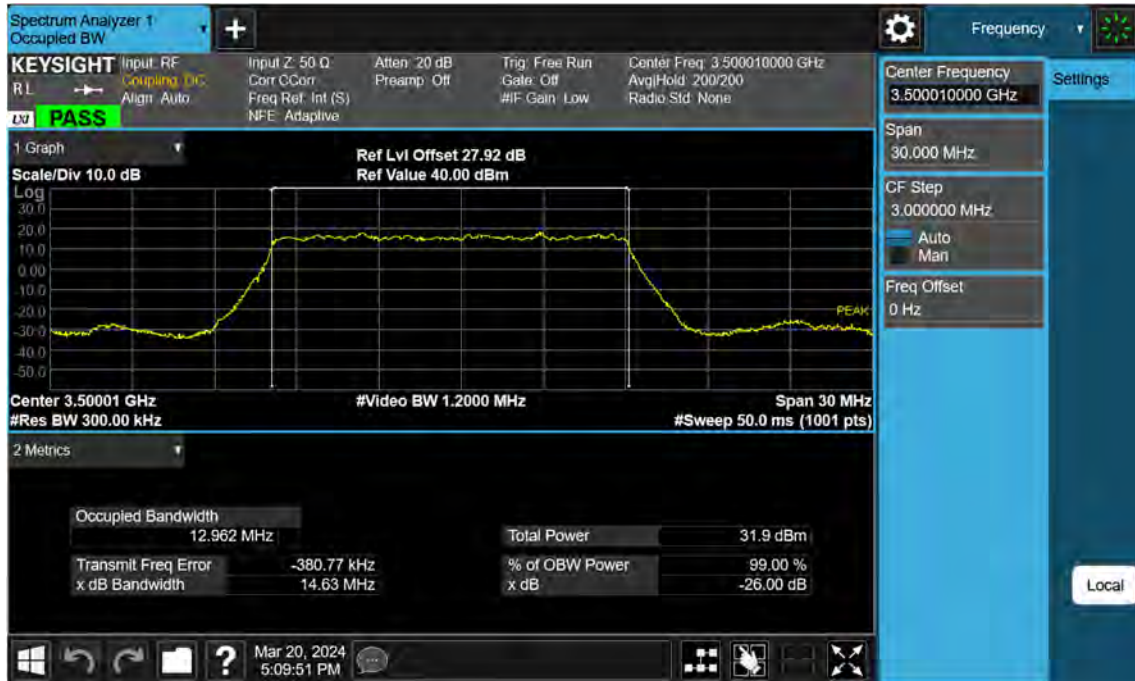 Spectrum Analyzer 1
Occupied BW
+
Frequency
KEYSIGHT
RL
LXI
PASS
Input: RF
Coupling: DC
Align: Auto
Input Z: 50 Ω
Corr CCorr
Freq Ref: Int (S)
NFE: Adaptive
Atten: 20 dB
Preamp: Off
Trig: Free Run
Gate: Off
#IF Gain: Low
Center Freq: 3.500010000 GHz
Avg|Hold: 200/200
Radio Std: None
Center Frequency
3.500010000 GHz
Settings
Span
30.000 MHz
CF Step
3.000000 MHz
Auto
Man
Freq Offset
0 Hz
Local
1 Graph
Scale/Div 10.0 dB
Ref Lvl Offset 27.92 dB
Ref Value 40.00 dBm
Log
30.0
20.0
10.0
0.00
-10.0
-20.0
-30.0
-40.0
-50.0
PEAK
Center 3.50001 GHz
#Res BW 300.00 kHz
#Video BW 1.2000 MHz
Span 30 MHz
#Sweep 50.0 ms (1001 pts)
2 Metrics
Occupied Bandwidth
12.962 MHz
Total Power 31.9 dBm
Transmit Freq Error -380.77 kHz
% of OBW Power 99.00 %
x dB Bandwidth 14.63 MHz
x dB -26.00 dB
?
Mar 20, 2024
5:09:51 PM